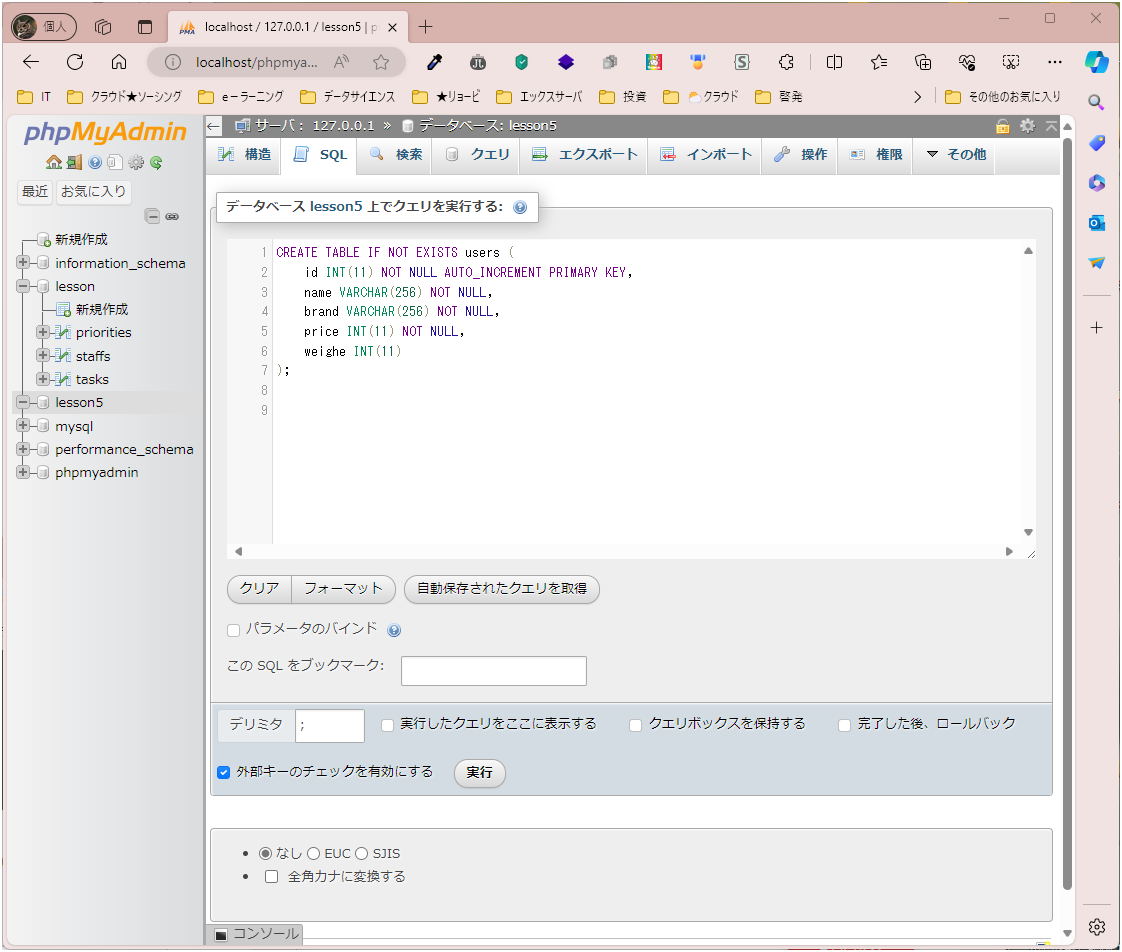 個人
localhost / 127.0.0.1 / lesson5 | p
localhost/phpmya...
IT
クラウド★ソーシング
e－ラーニング
データサイエンス
★リョービ
エックスサーバ
投資
クラウド
啓発
その他のお気に入り
phpMyAdmin
最近
お気に入り
新規作成
information_schema
lesson
新規作成
priorities
staffs
tasks
lesson5
mysql
performance_schema
phpmyadmin
サーバ: 127.0.0.1 » データベース: lesson5
構造
SQL
検索
クエリ
エクスポート
インポート
操作
権限
その他
データベース lesson5 上でクエリを実行する:
1 CREATE TABLE IF NOT EXISTS users (
2 id INT(11) NOT NULL AUTO_INCREMENT PRIMARY KEY,
3 name VARCHAR(256) NOT NULL,
4 brand VARCHAR(256) NOT NULL,
5 price INT(11) NOT NULL,
6 weighe INT(11)
7 );
8
9
クリア
フォーマット
自動保存されたクエリを取得
パラメータのバインド
この SQL をブックマーク:
デリミタ
;
実行したクエリをここに表示する
クエリボックスを保持する
完了した後、ロールバック
外部キーのチェックを有効にする
実行
なし EUC SJIS
全角カナに変換する
コンソール